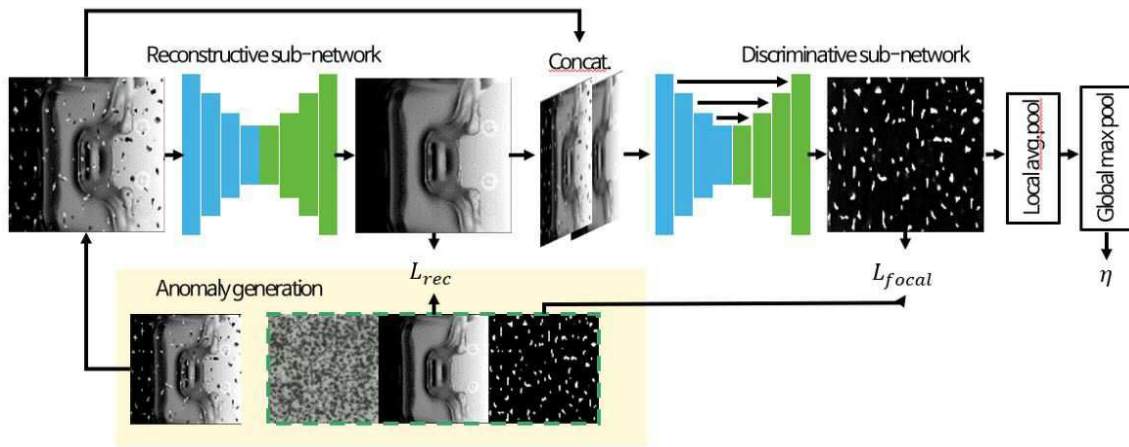 Reconstructive sub-network
Concat.
Discriminative sub-network
Local avg.pool
Global max pool
L_rec
L_focal
η
Anomaly generation